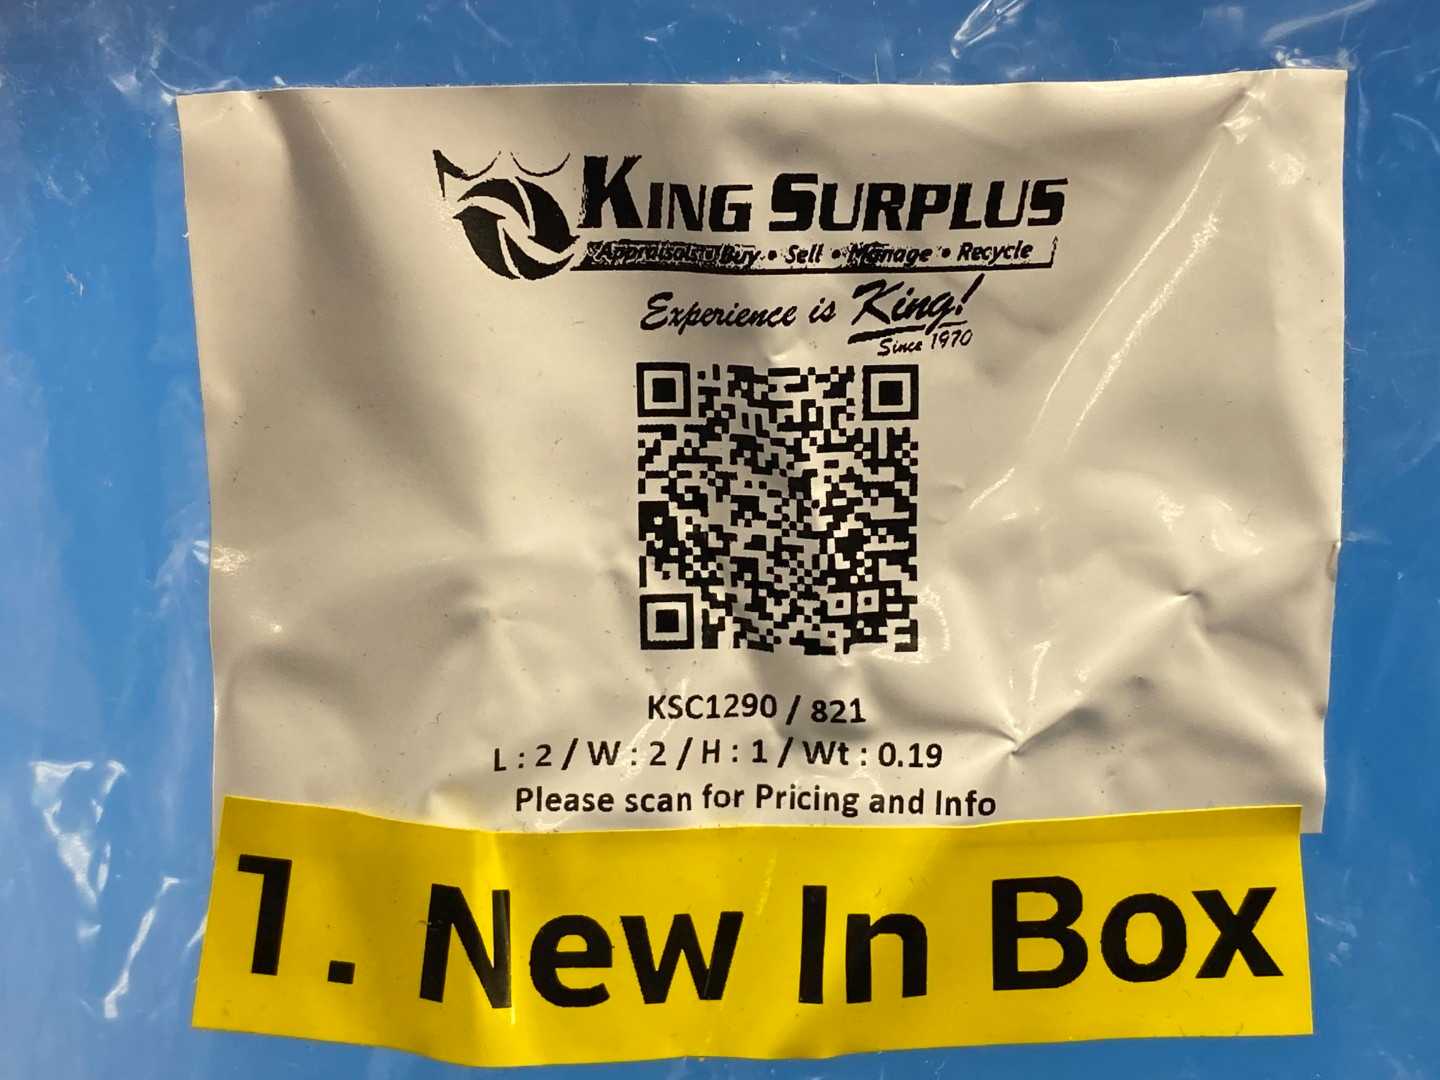 KING SURPLUS
Appraisals • Buy • Sell • Manage • Recycle
Experience is King!
Since 1970
KSC1290 / 821
L : 2 / W : 2 / H : 1 / Wt : 0.19
Please scan for Pricing and Info
1. New In Box